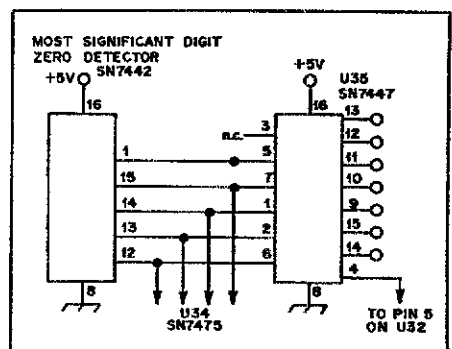 MOST SIGNIFICANT DIGIT
ZERO DETECTOR
SN7442
+5V
16
1
15
14
13
12
8
U34
SN7475
+5V
U35
SN7447
16
n.c.
3
5
7
1
2
6
13
12
11
10
9
15
14
4
8
TO PIN 5
ON U32